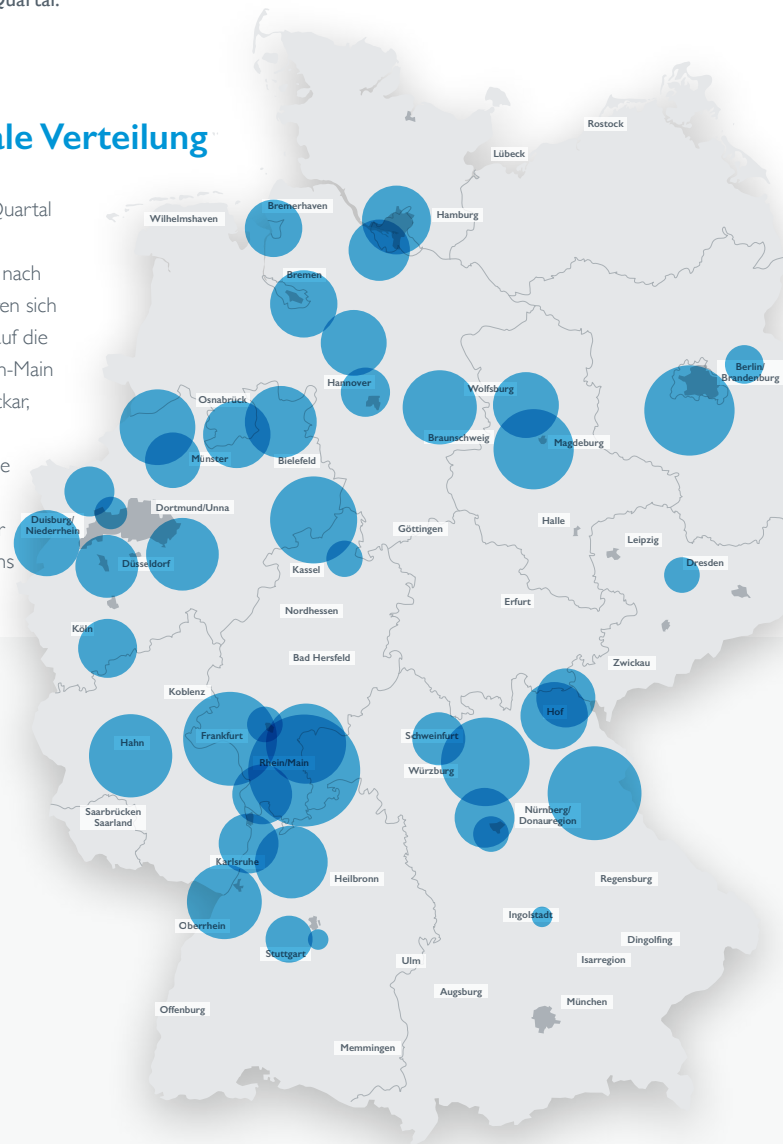 Quartal.
ale Verteilung
Quartal
nach
en sich
auf die
n-Main
kar,
e
r
ns
Rostock
Lübeck
Bremerhaven
Wilhelmshaven
Hamburg
Bremen
Berlin/
Brandenburg
Hannover
Wolfsburg
Osnabrück
Braunschweig
Magdeburg
Münster
Bielefeld
Dortmund/Unna
Duisburg/
Niederrhein
Göttingen
Halle
Leipzig
Düsseldorf
Kassel
Dresden
Erfurt
Nordhessen
Köln
Bad Hersfeld
Zwickau
Koblenz
Hof
Hahn
Frankfurt
Schweinfurt
Rhein/Main
Würzburg
Saarbrücken
Saarland
Nürnberg/
Donauregion
Karlsruhe
Heilbronn
Regensburg
Ingolstadt
Oberrhein
Dingolfing
Stuttgart
Ulm
Isarregion
Augsburg
München
Offenburg
Memmingen